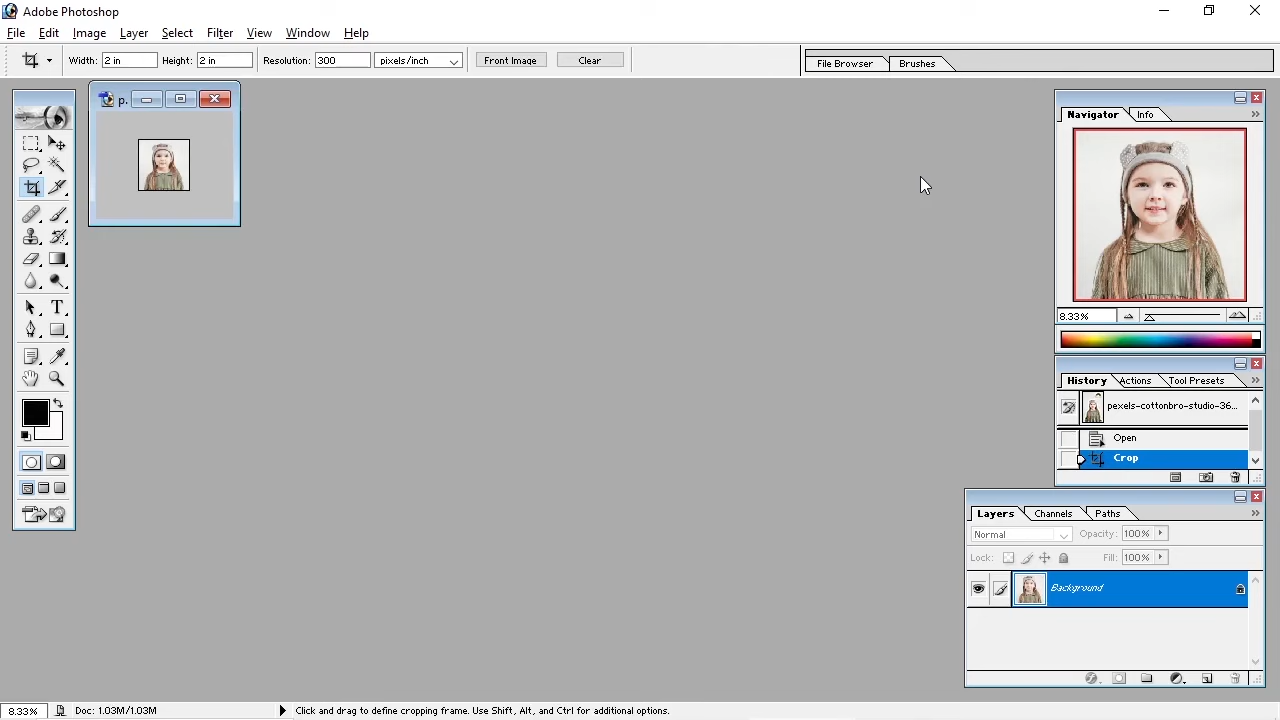 Adobe Photoshop
File Edit Image Layer Select Filter View Window Help
Width: 2 in Height: 2 in Resolution: 300 pixels/inch Front Image Clear File Browser Brushes
p.
Navigator Info
8.33%
History Actions Tool Presets
pexels-cottonbro-studio-36...
Open
Crop
Layers Channels Paths
Normal Opacity: 100%
Lock: Fill: 100%
Background
T
8.33% Doc: 1.03M/1.03M Click and drag to define cropping frame. Use Shift, Alt, and Ctrl for additional options.